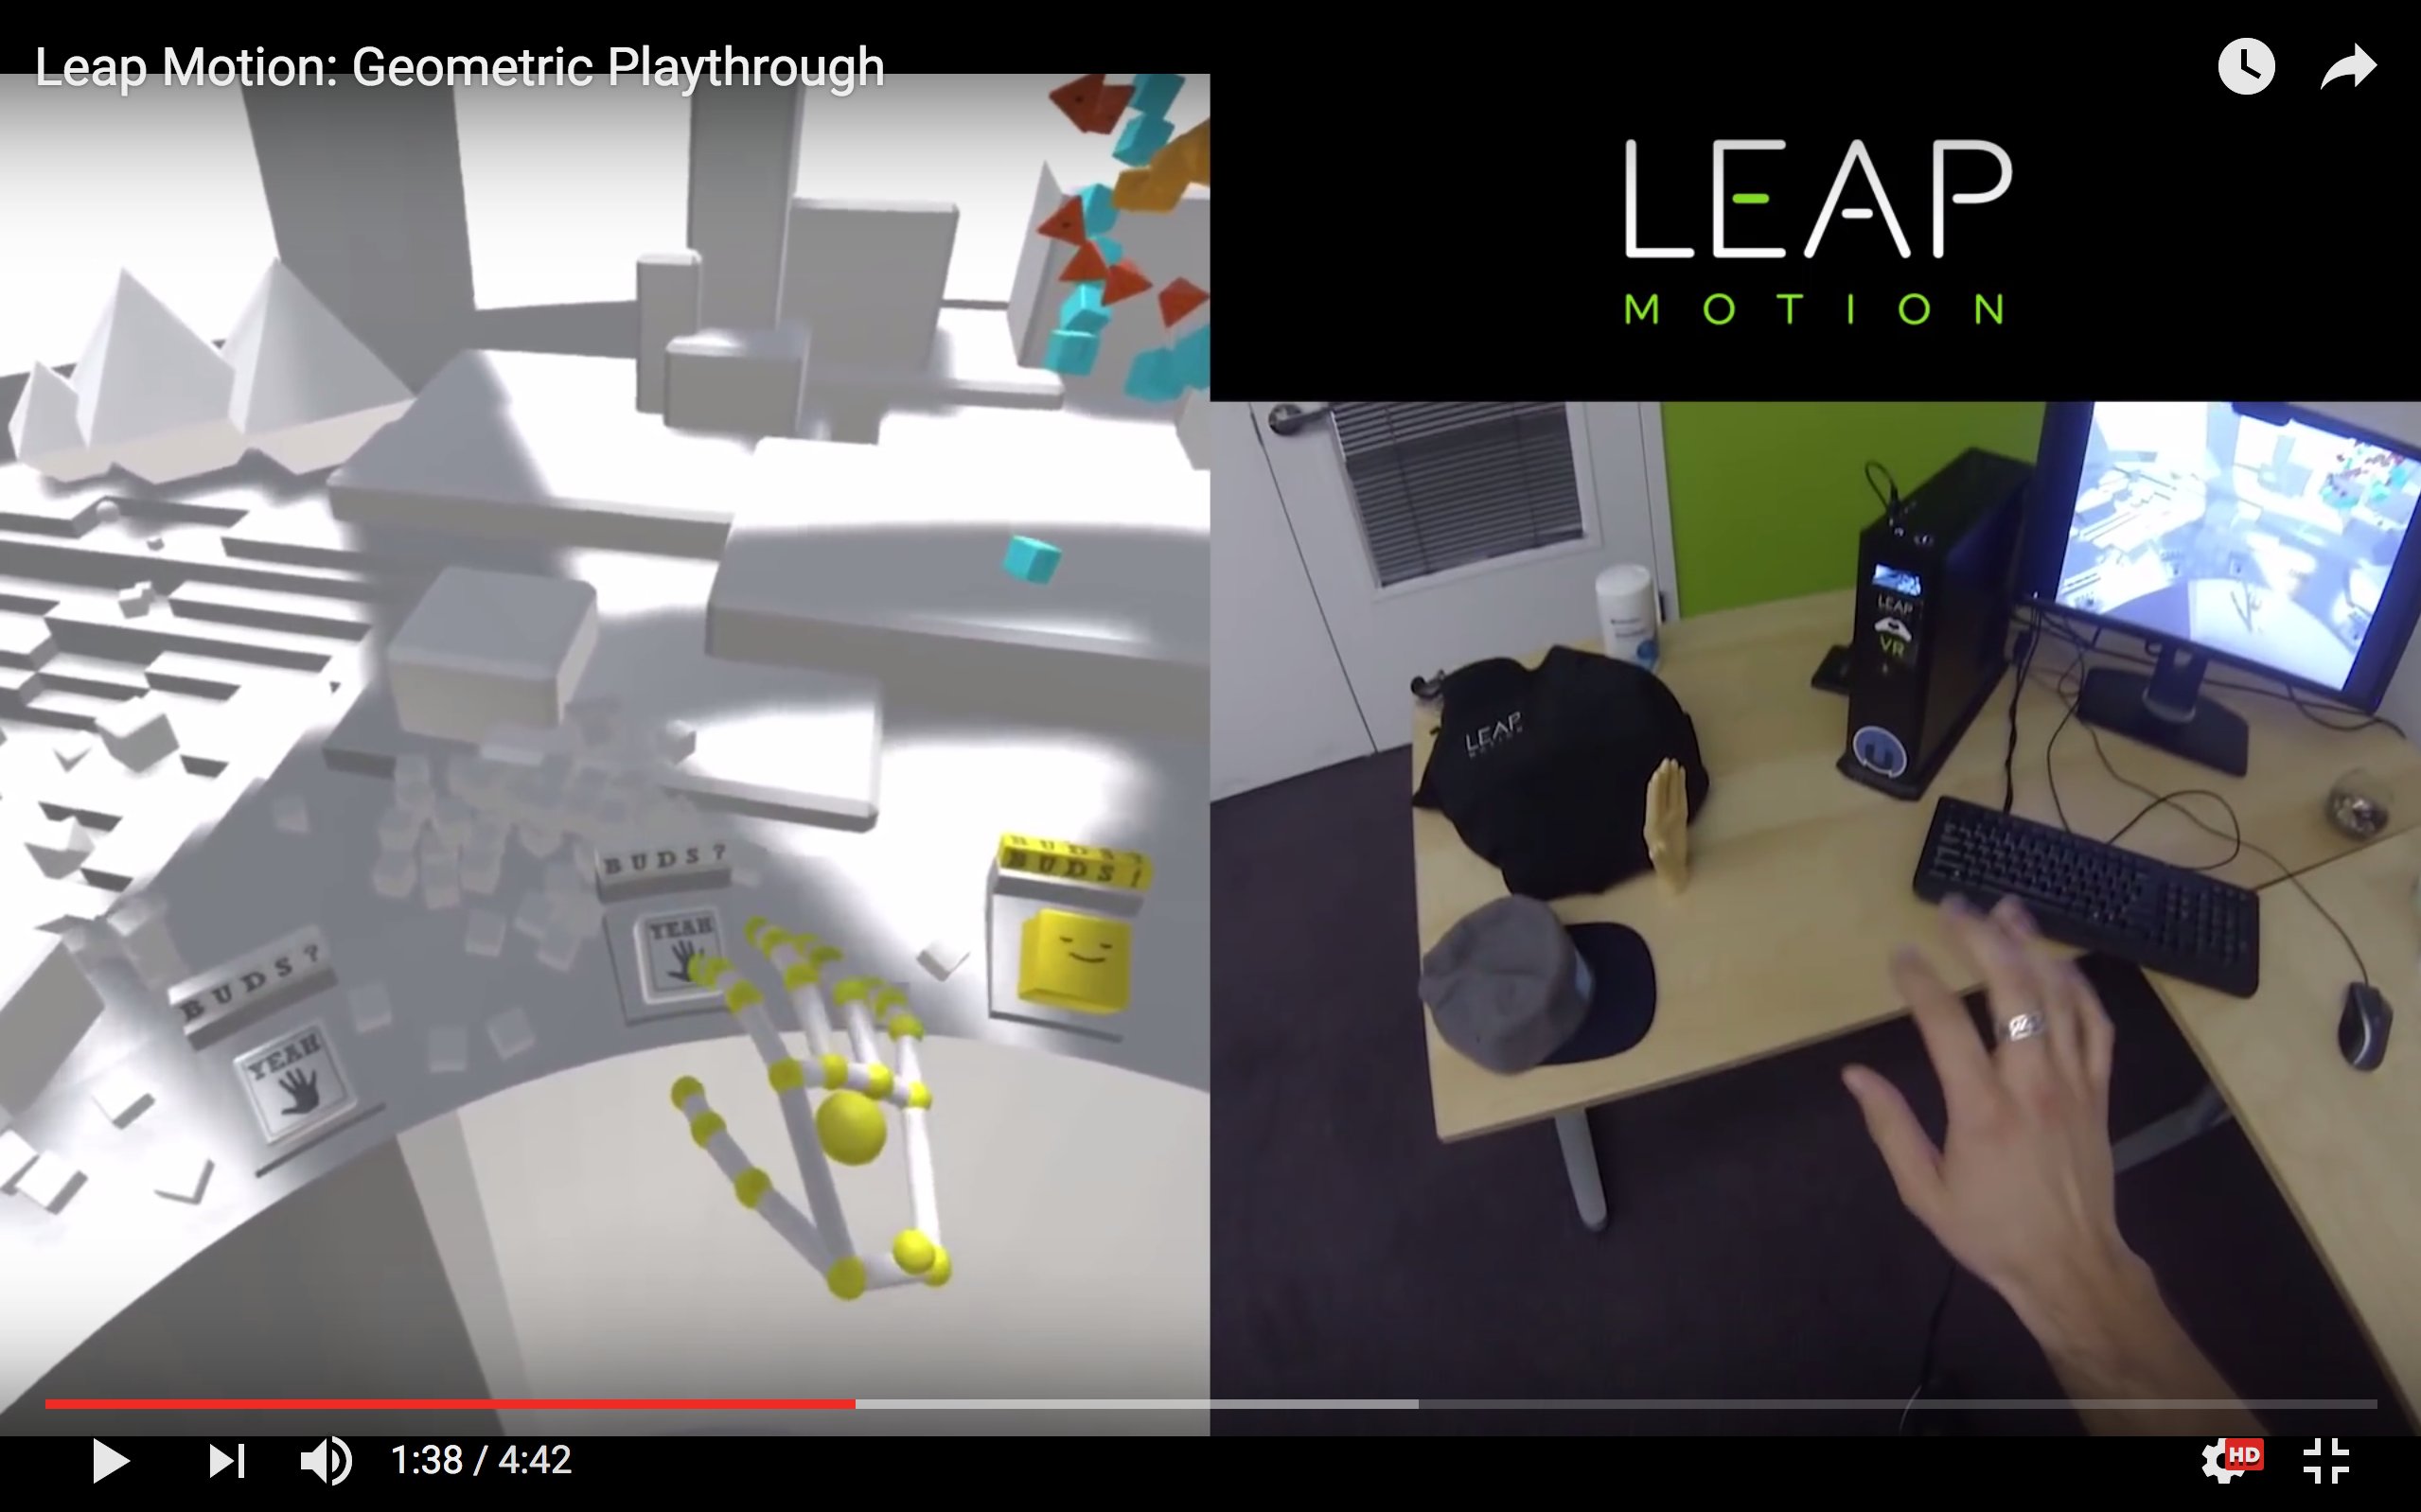 Leap Motion: Geometric Playthrough
LEAP
MOTION
LEAP
VR
LEAP
MOTION
BUDS?
YEAH
BUDS?
YEAH
BUDS!
1:38 / 4:42
HD